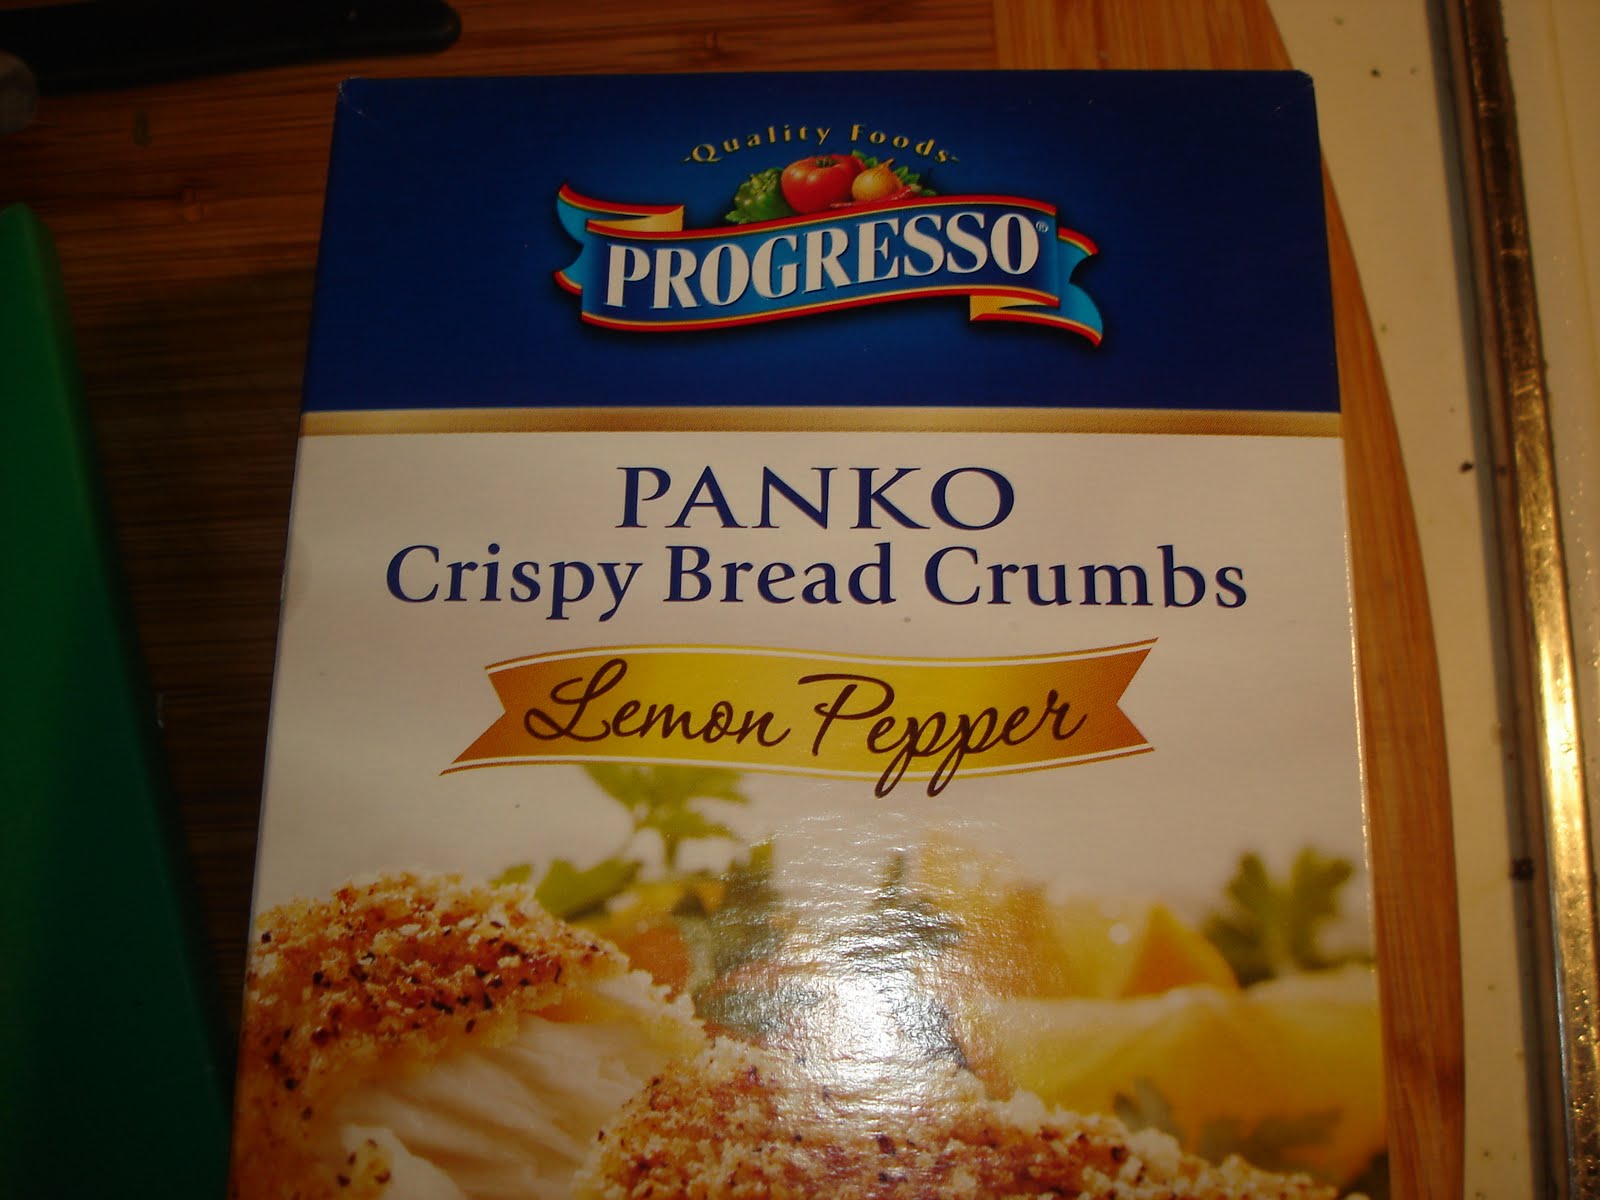 -Quality Foods-
PROGRESSO®
PANKO
Crispy Bread Crumbs
Lemon Pepper